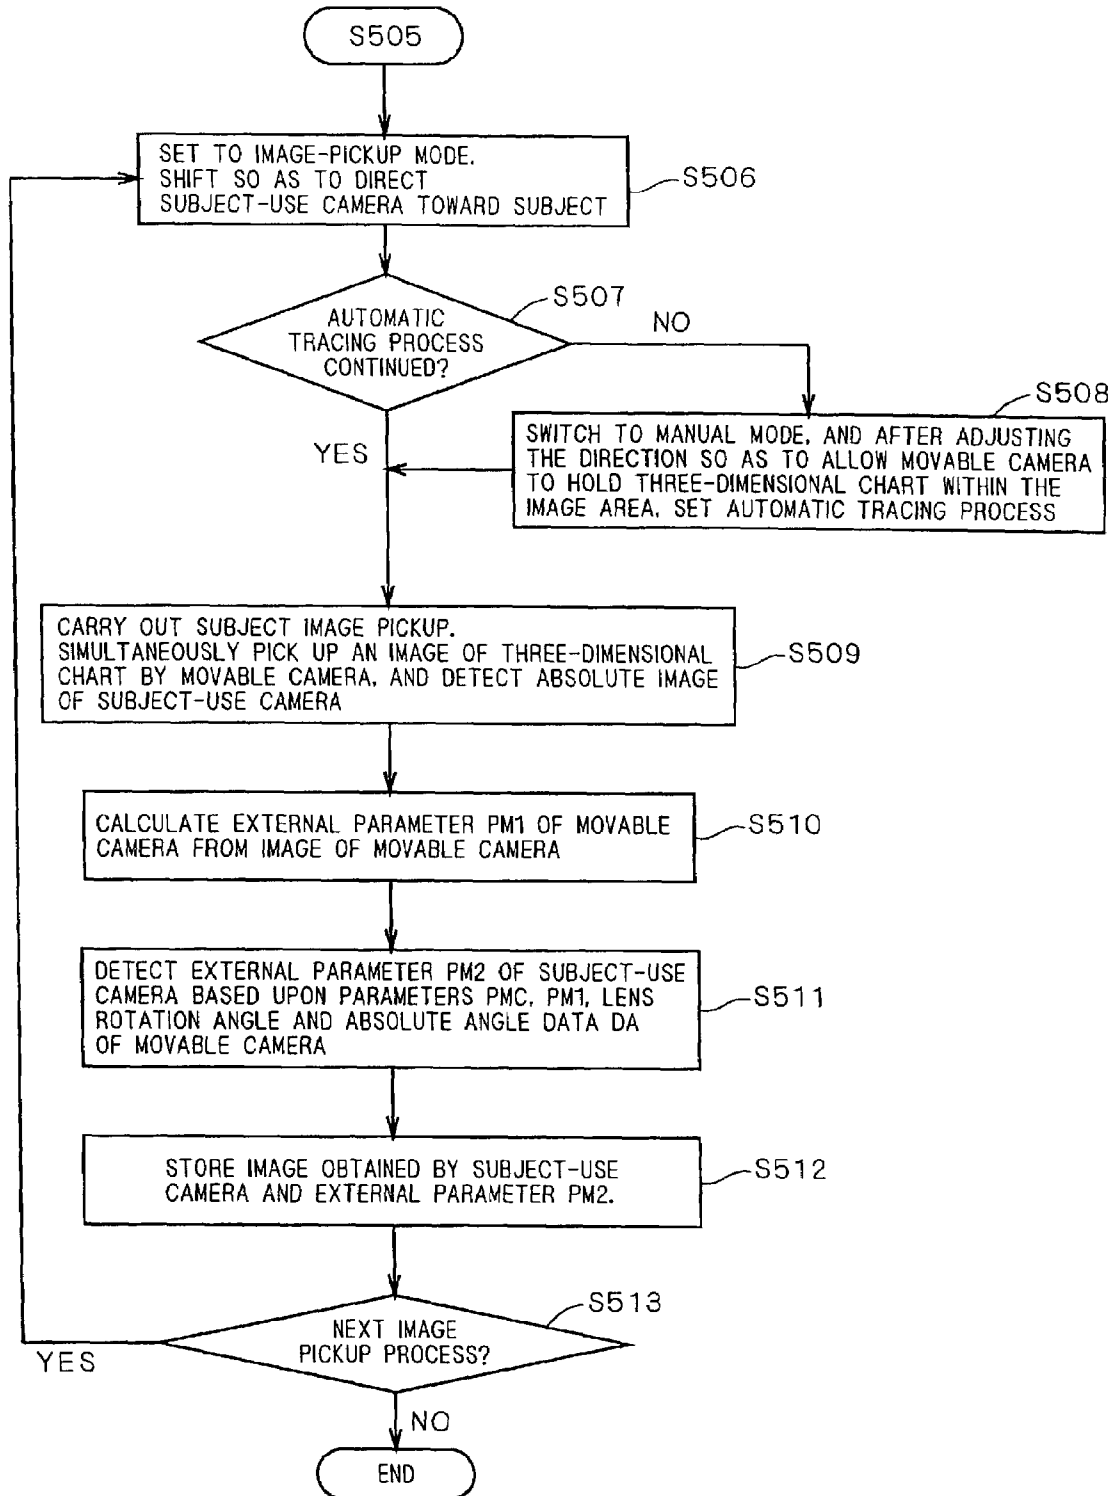 S505
SET TO IMAGE-PICKUP MODE.
SHIFT SO AS TO DIRECT
SUBJECT-USE CAMERA TOWARD SUBJECT
S506
AUTOMATIC
TRACING PROCESS
CONTINUED?
S507
NO
YES
SWITCH TO MANUAL MODE, AND AFTER ADJUSTING
THE DIRECTION SO AS TO ALLOW MOVABLE CAMERA
TO HOLD THREE-DIMENSIONAL CHART WITHIN THE
IMAGE AREA, SET AUTOMATIC TRACING PROCESS
S508
CARRY OUT SUBJECT IMAGE PICKUP.
SIMULTANEOUSLY PICK UP AN IMAGE OF THREE-DIMENSIONAL
CHART BY MOVABLE CAMERA, AND DETECT ABSOLUTE IMAGE
OF SUBJECT-USE CAMERA
S509
CALCULATE EXTERNAL PARAMETER PM1 OF MOVABLE
CAMERA FROM IMAGE OF MOVABLE CAMERA
S510
DETECT EXTERNAL PARAMETER PM2 OF SUBJECT-USE
CAMERA BASED UPON PARAMETERS PMC, PM1, LENS
ROTATION ANGLE AND ABSOLUTE ANGLE DATA DA
OF MOVABLE CAMERA
S511
STORE IMAGE OBTAINED BY SUBJECT-USE
CAMERA AND EXTERNAL PARAMETER PM2.
S512
NEXT IMAGE
PICKUP PROCESS?
S513
YES
NO
END